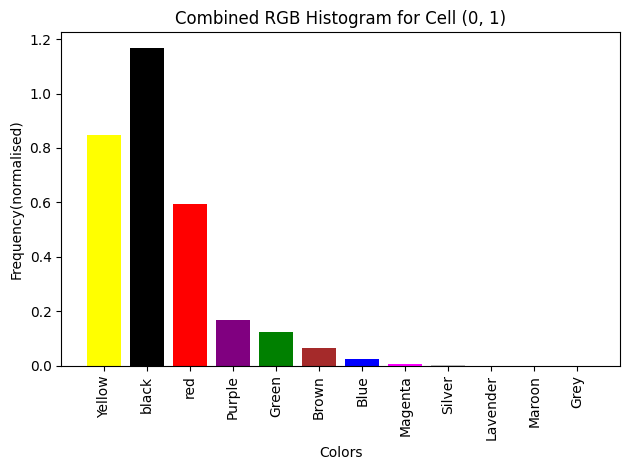 Combined RGB Histogram for Cell (0, 1)
Frequency(normalised)
1.2
1.0
0.8
0.6
0.4
0.2
0.0
Yellow
black
red
Purple
Green
Brown
Blue
Magenta
Silver
Lavender
Maroon
Grey
Colors